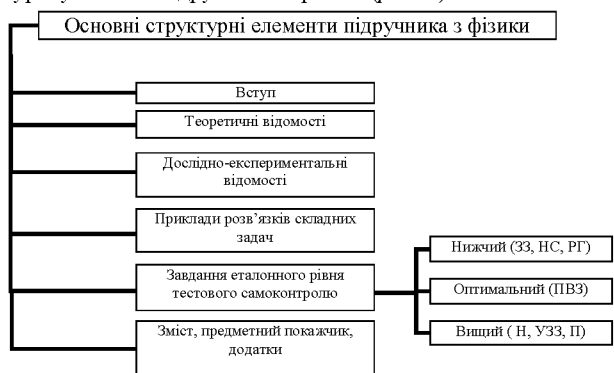 Основні структурні елементи підручника з фізики
Вступ
Теоретичні відомості
Дослідно-експериментальні
відомості
Приклади розв’язків складних
задач
Завдання еталонного рівня
тестового самоконтролю
Зміст, предметний покажчик,
додатки
Нижчий (ЗЗ, НС, РГ)
Оптимальний (ПВЗ)
Вищий ( Н, УЗЗ, П)